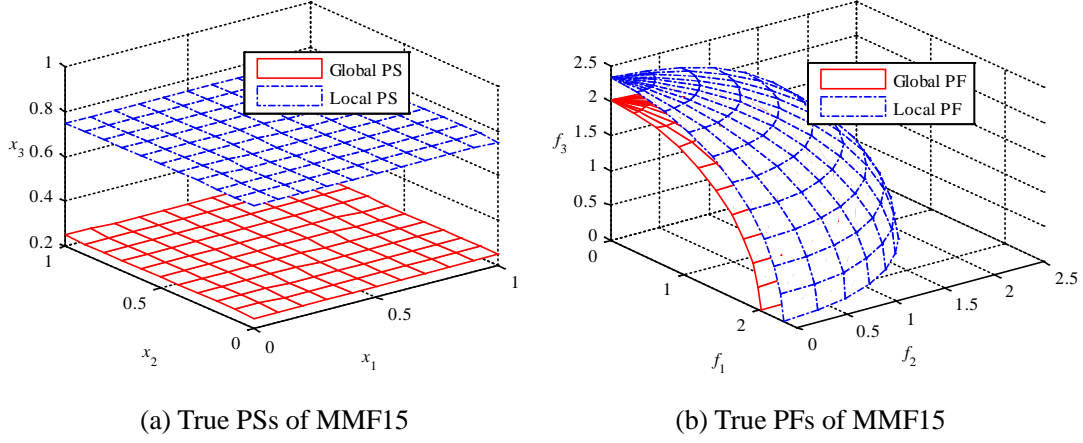 1
0.8
0.6
0.4
0.2
x3
1
0.5
0
x2
0
0.5
1
x1
Global PS
Local PS
(a) True PSs of MMF15
2.5
2
1.5
1
0.5
0
f3
0
1
2
f1
0
0.5
1
1.5
2
2.5
f2
Global PF
Local PF
(b) True PFs of MMF15